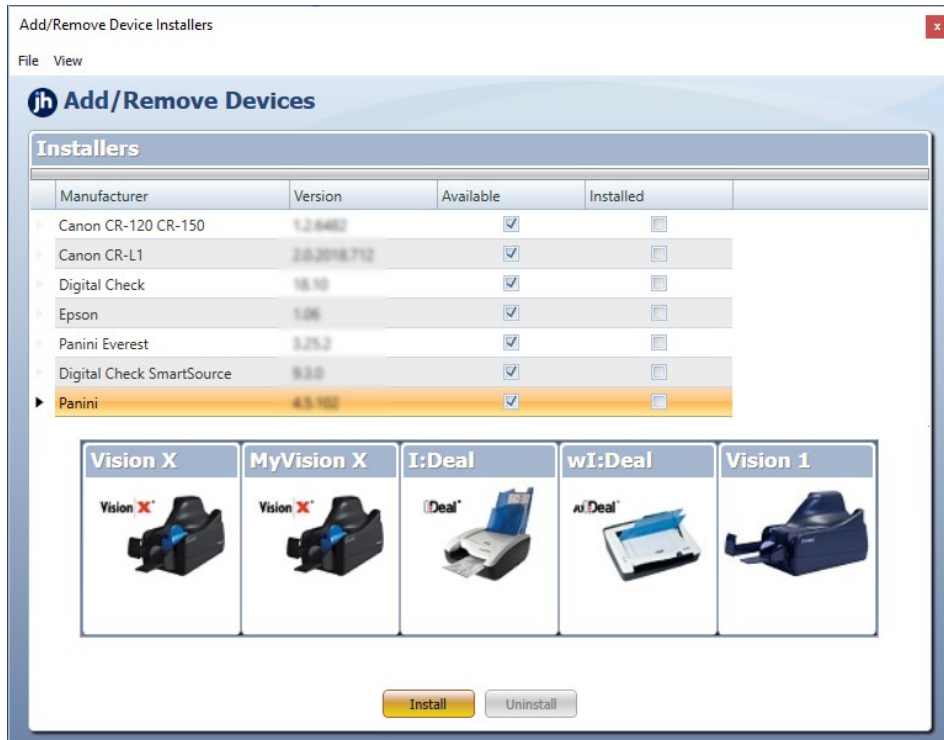 Add/Remove Device Installers
x
File View
jh Add/Remove Devices
Installers
Manufacturer Version Available Installed
Canon CR-120 CR-150
Canon CR-L1
Digital Check
Epson
Panini Everest
Digital Check SmartSource
Panini
Vision X MyVision X I:Deal wI:Deal Vision 1
Vision X Vision X I:Deal wI:Deal
Install Uninstall